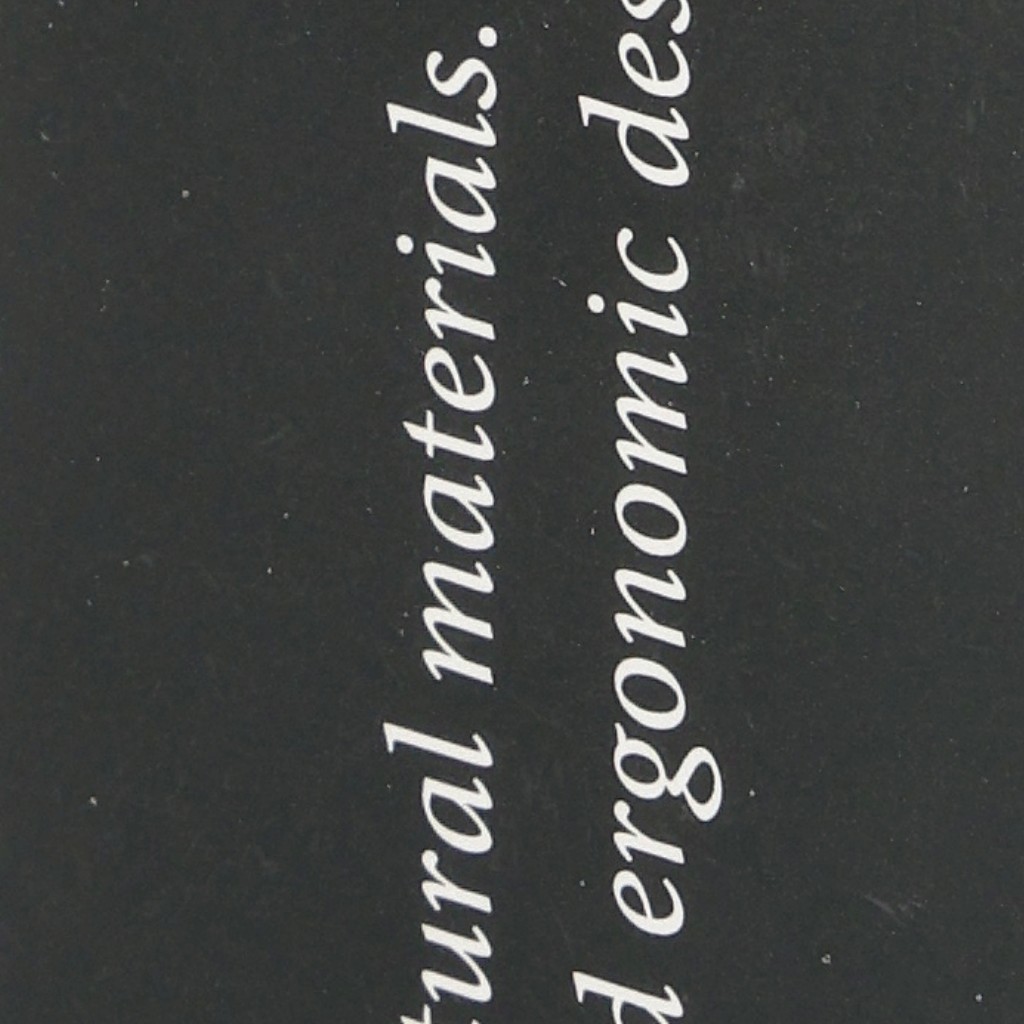 tural materials.
d ergonomic des